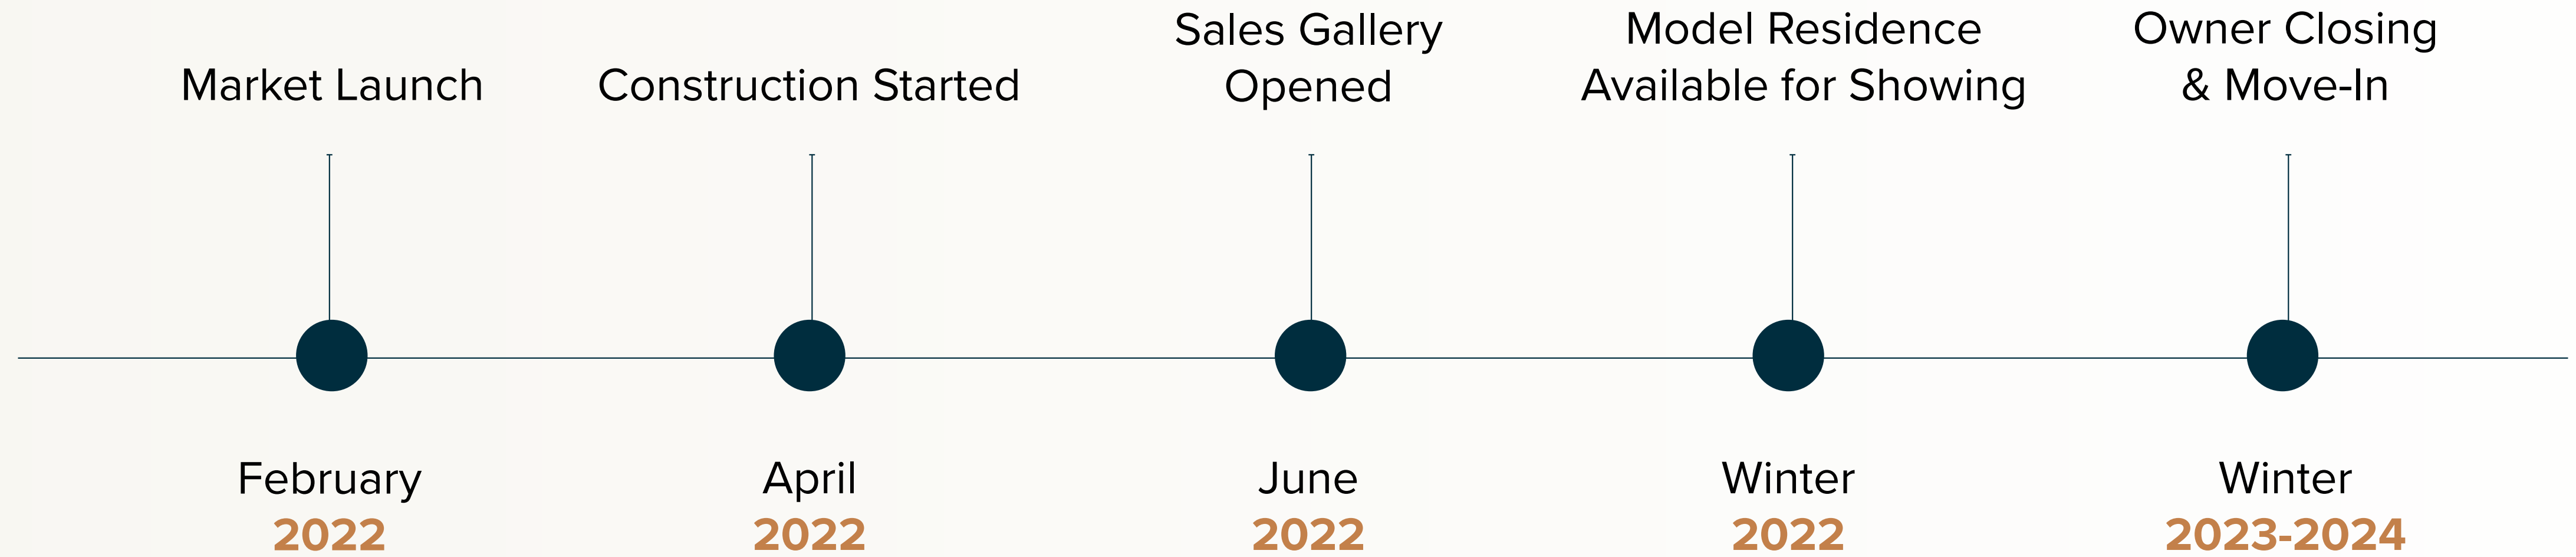 Market Launch
Construction Started
Sales Gallery
Opened
Model Residence
Available for Showing
Owner Closing
& Move-In
February
2022
April
2022
June
2022
Winter
2022
Winter
2023-2024